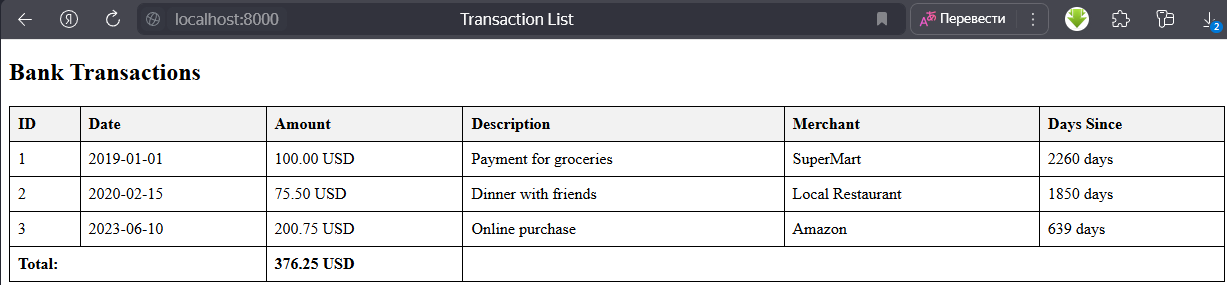 localhost:8000 Transaction List Перевести 2
Bank Transactions
ID Date Amount Description Merchant Days Since
1 2019-01-01 100.00 USD Payment for groceries SuperMart 2260 days
2 2020-02-15 75.50 USD Dinner with friends Local Restaurant 1850 days
3 2023-06-10 200.75 USD Online purchase Amazon 639 days
Total: 376.25 USD